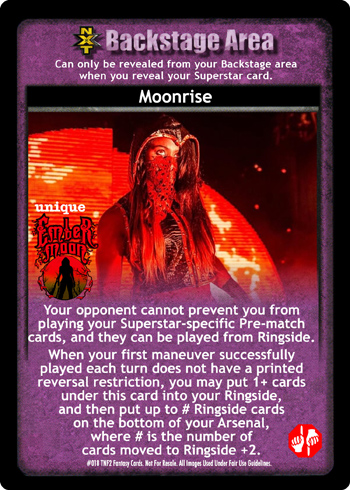 NXT
Backstage Area
Can only be revealed from your Backstage area
when you reveal your Superstar card.
Moonrise
unique
Ember
Moon
Your opponent cannot prevent you from
playing your Superstar-specific Pre-match
cards, and they can be played from Ringside.
When your first maneuver successfully
played each turn does not have a printed
reversal restriction, you may put 1+ cards
under this card into your Ringside,
and then put up to # Ringside cards
on the bottom of your Arsenal,
where # is the number of
cards moved to Ringside +2.
#018 TNF2 Fantasy Cards. Not For Resale. All Images Used Under Fair Use Guidelines.